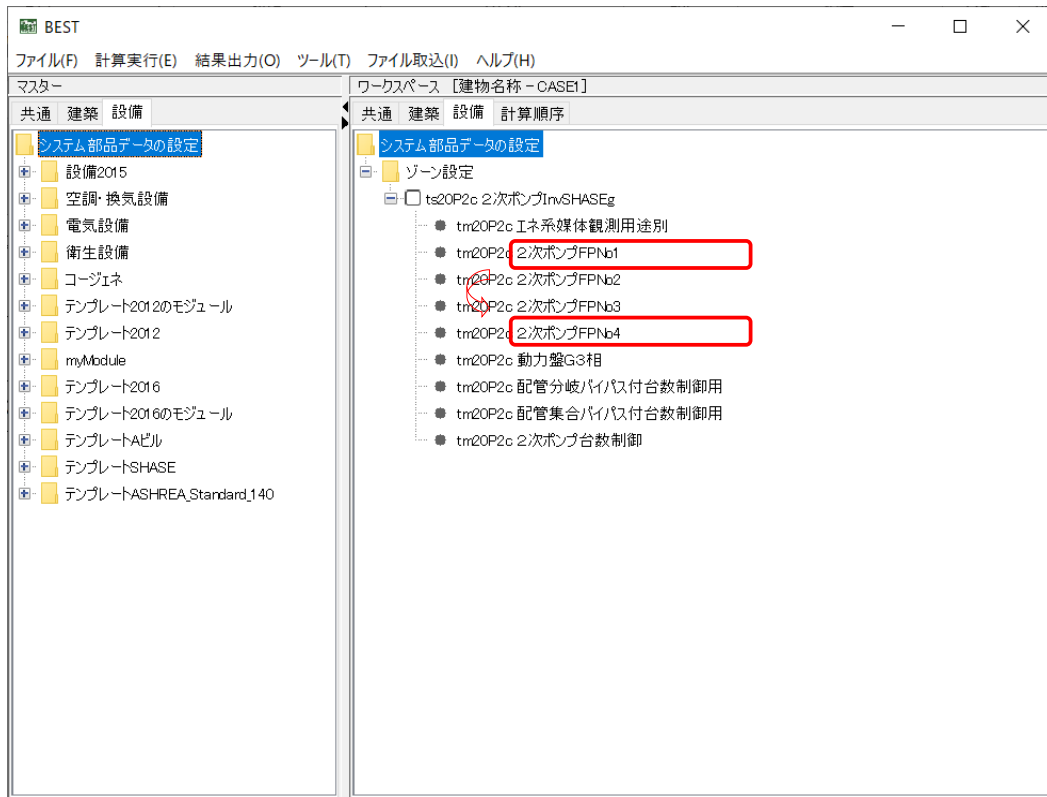 BEST
ファイル(F) 計算実行(E) 結果出力(O) ツール(T) ファイル取込(I) ヘルプ(H)
マスター
共通 建築 設備
システム部品データの設定
設備2015
空調・換気設備
電気設備
衛生設備
コージェネ
テンプレート2012のモジュール
テンプレート2012
myModule
テンプレート2016
テンプレート2016のモジュール
テンプレートAビル
テンプレートSHASE
テンプレートASHREA_Standard_140
ワークスペース [建物名称 - CASE1]
共通 建築 設備 計算順序
システム部品データの設定
ゾーン設定
ts20P2c 2次ポンプInvSHASEg
tm20P2c エネ系媒体観測用途別
tm20P2c 2次ポンプFPNo1
tm20P2c 2次ポンプFPNo2
tm20P2c 2次ポンプFPNo3
tm20P2c 2次ポンプFPNo4
tm20P2c 動力盤G3相
tm20P2c 配管分岐バイパス付台数制御用
tm20P2c 配管集合バイパス付台数制御用
tm20P2c 2次ポンプ台数制御